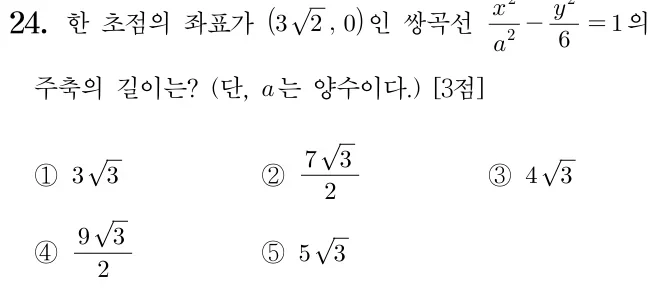 24. 한 초점의 좌표가 (3√2, 0)인 쌍곡선 x²/a² − y²/6 = 1의
주축의 길이는? (단, a는 양수이다.) [3점]
① 3√3 ② 7√3/2 ③ 4√3
④ 9√3/2 ⑤ 5√3